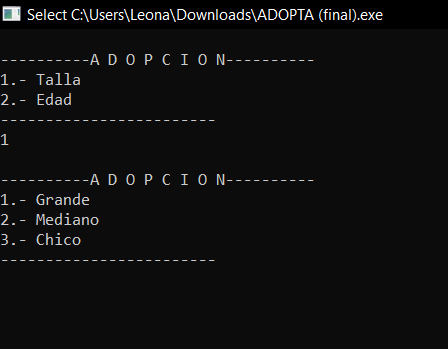 Select C:\Users\Leona\Downloads\ADOPTA (final).exe
----------A D O P C I O N----------
1.- Talla
2.- Edad
------------------------
1
----------A D O P C I O N----------
1.- Grande
2.- Mediano
3.- Chico
------------------------